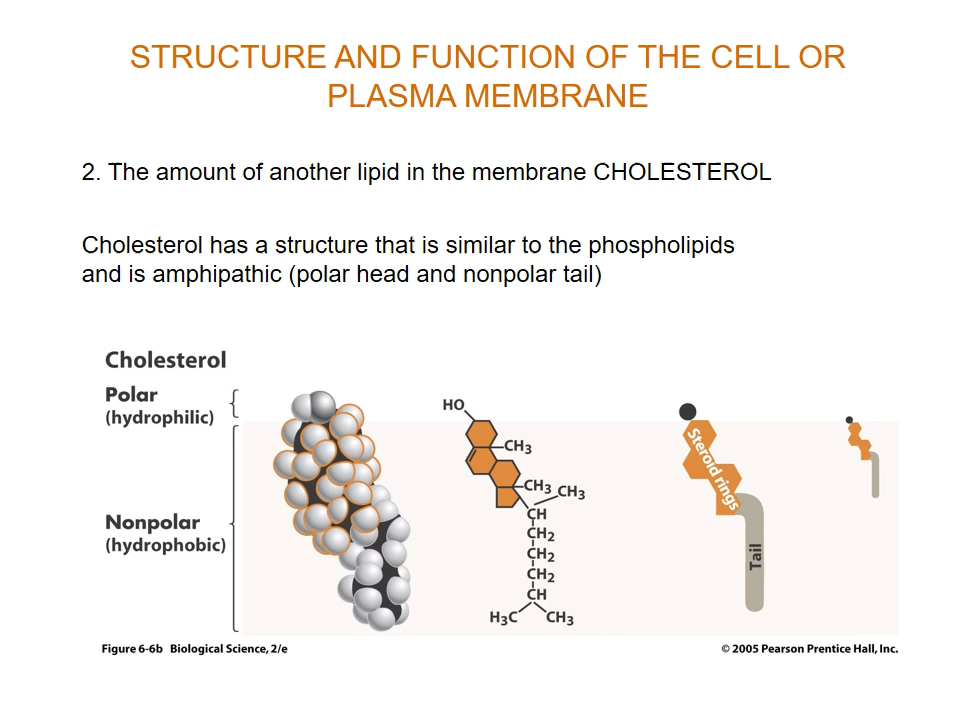 STRUCTURE AND FUNCTION OF THE CELL OR
PLASMA MEMBRANE
2. The amount of another lipid in the membrane CHOLESTEROL
Cholesterol has a structure that is similar to the phospholipids
and is amphipathic (polar head and nonpolar tail)
Cholesterol
Polar
(hydrophilic)
Nonpolar
(hydrophobic)
HO
CH3
CH3
CH3
CH
CH2
CH2
CH2
CH
H3C
CH3
Steroid rings
Tail
Figure 6-6b Biological Science, 2/e
© 2005 Pearson Prentice Hall, Inc.